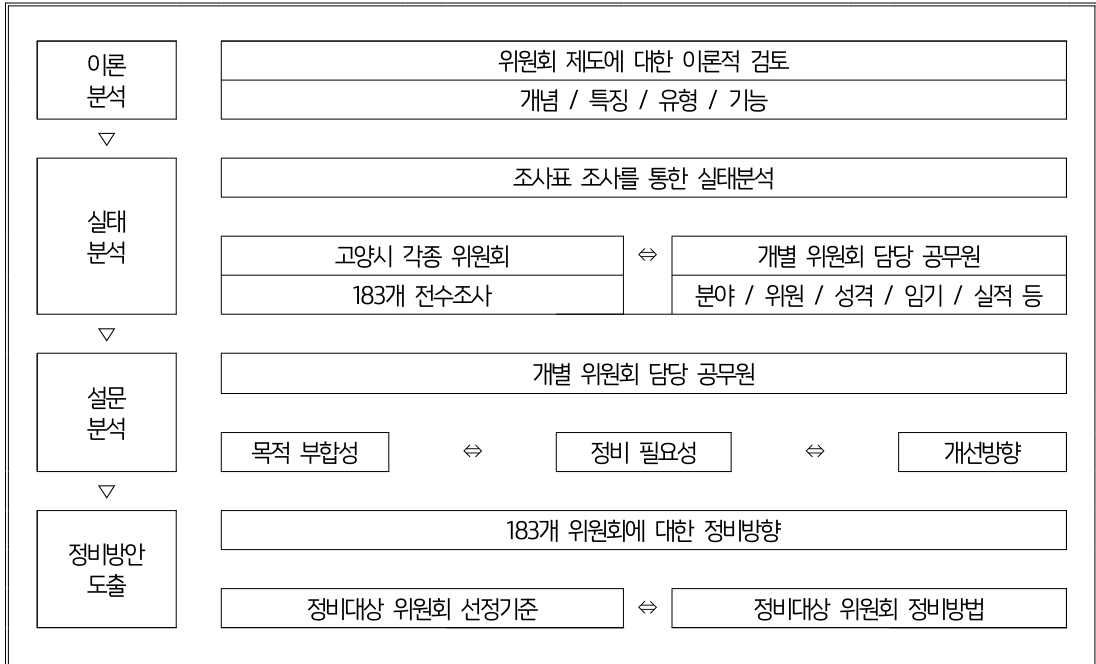 이론
분석
위원회 제도에 대한 이론적 검토
개념 / 특징 / 유형 / 기능
▽
실태
분석
조사표 조사를 통한 실태분석
고양시 각종 위원회 ⇔ 개별 위원회 담당 공무원
183개 전수조사 분야 / 위원 / 성격 / 임기 / 실적 등
▽
설문
분석
개별 위원회 담당 공무원
목적 부합성 ⇔ 정비 필요성 ⇔ 개선방향
▽
정비방안
도출
183개 위원회에 대한 정비방향
정비대상 위원회 선정기준 ⇔ 정비대상 위원회 정비방법